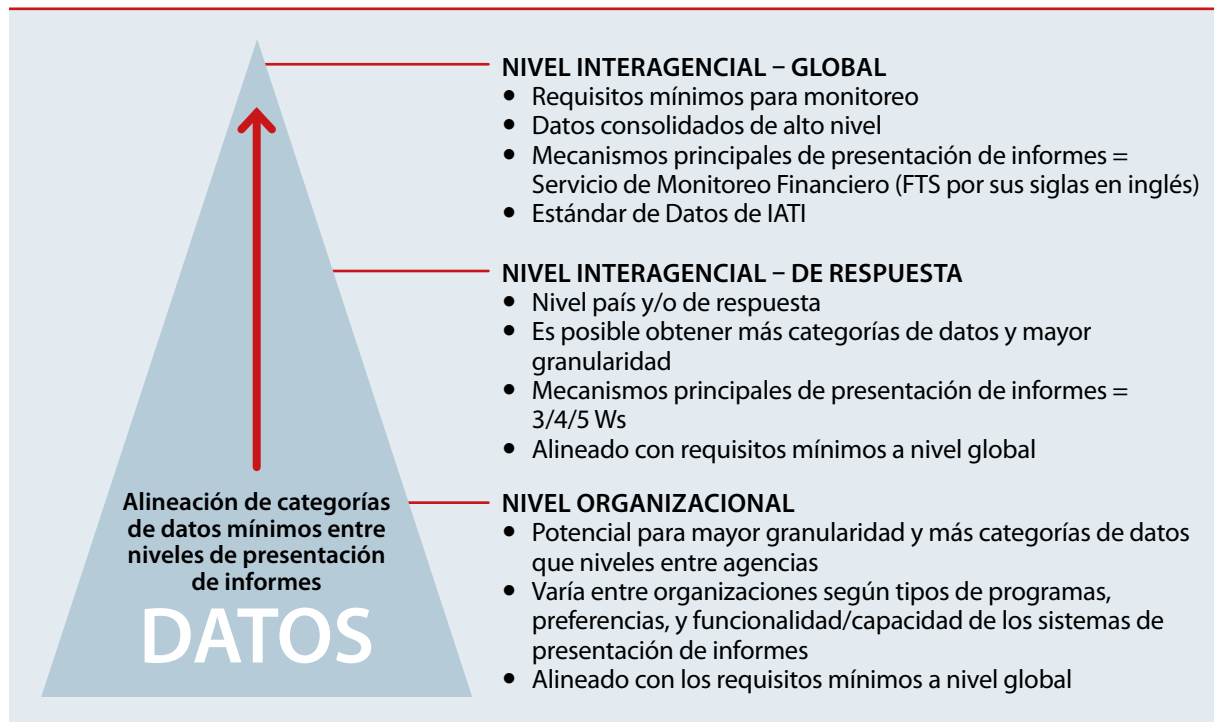 NIVEL INTERAGENCIAL – GLOBAL
• Requisitos mínimos para monitoreo
• Datos consolidados de alto nivel
• Mecanismos principales de presentación de informes =
Servicio de Monitoreo Financiero (FTS por sus siglas en inglés)
• Estándar de Datos de IATI
NIVEL INTERAGENCIAL – DE RESPUESTA
• Nivel país y/o de respuesta
• Es posible obtener más categorías de datos y mayor
granularidad
• Mecanismos principales de presentación de informes =
3/4/5 Ws
• Alineado con requisitos mínimos a nivel global
NIVEL ORGANIZACIONAL
• Potencial para mayor granularidad y más categorías de datos
que niveles entre agencias
• Varía entre organizaciones según tipos de programas,
preferencias, y funcionalidad/capacidad de los sistemas de
presentación de informes
• Alineado con los requisitos mínimos a nivel global
Alineación de categorías
de datos mínimos entre
niveles de presentación
de informes
DATOS